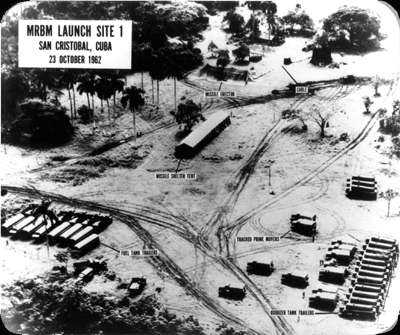 MRBM LAUNCH SITE 1
SAN CRISTOBAL, CUBA
23 OCTOBER 1962
MISSILE ERECTOR
CABLE
MISSILE SHELTER TENT
FUEL TANK TRAILERS
TRACKED PRIME MOVERS
OXIDIZER TANK TRAILERS